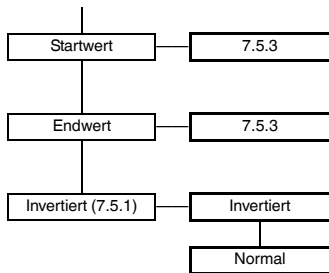 Startwert
7.5.3
Endwert
7.5.3
Invertiert (7.5.1)
Invertiert
Normal